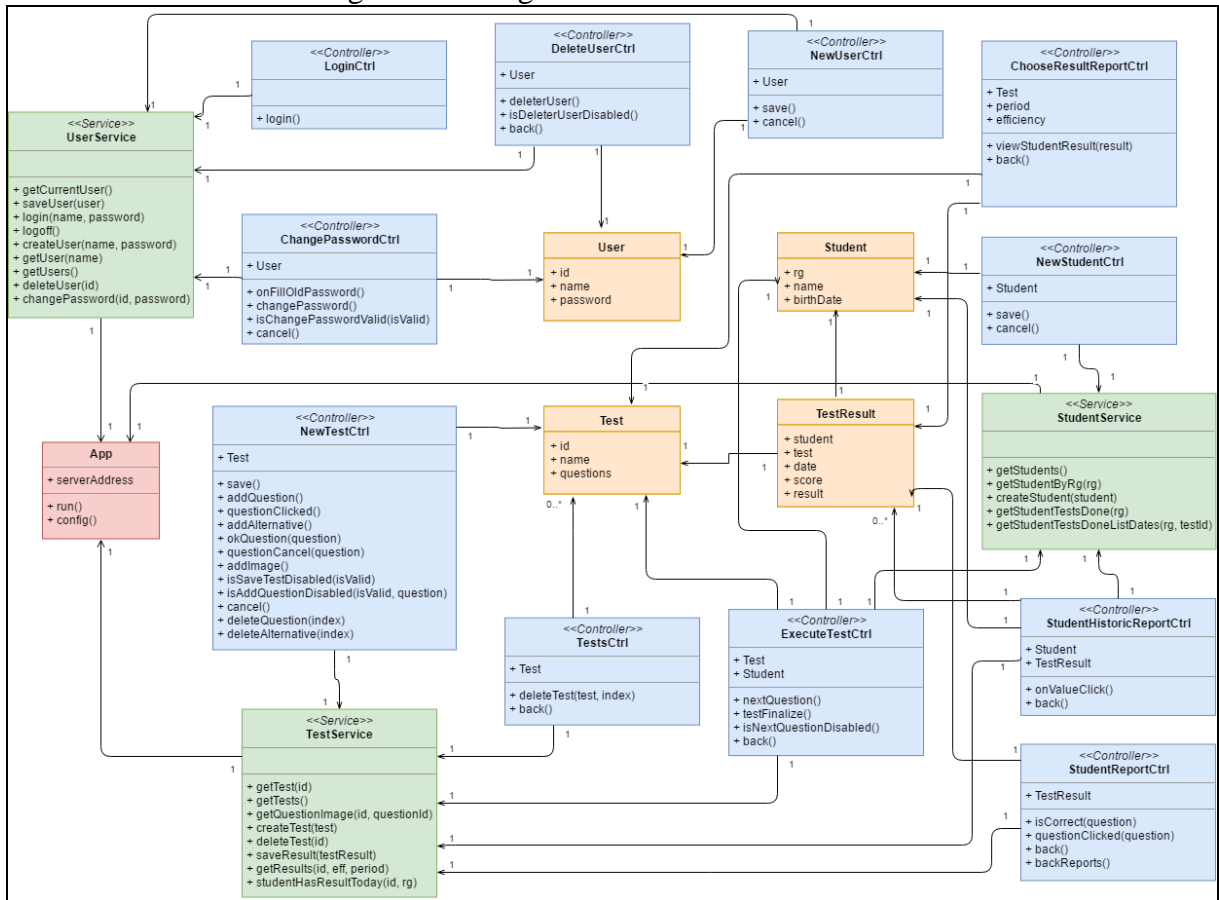 <<Controller>>
LoginCtrl
+ login()
<<Controller>>
DeleteUserCtrl
+ User
+ deleterUser()
+ isDeleterUserDisabled()
+ back()
<<Controller>>
NewUserCtrl
+ User
+ save()
+ cancel()
<<Controller>>
ChooseResultReportCtrl
+ Test
+ period
+ efficiency
+ viewStudentResult(result)
+ back()
<<Service>>
UserService
+ getCurrentUser()
+ saveUser(user)
+ login(name, password)
+ logoff()
+ createUser(name, password)
+ getUser(name)
+ getUsers()
+ deleteUser(id)
+ changePassword(id, password)
<<Controller>>
ChangePasswordCtrl
+ User
+ onFillOldPassword()
+ changePassword()
+ isChangePasswordValid(isValid)
+ cancel()
User
+ id
+ name
+ password
Student
+ rg
+ name
+ birthDate
<<Controller>>
NewStudentCtrl
+ Student
+ save()
+ cancel()
App
+ serverAddress
+ run()
+ config()
<<Controller>>
NewTestCtrl
+ Test
+ save()
+ addQuestion()
+ questionClicked()
+ addAlternative()
+ okQuestion(question)
+ questionCancel(question)
+ addImage()
+ isSaveTestDisabled(isValid)
+ isAddQuestionDisabled(isValid, question)
+ cancel()
+ deleteQuestion(index)
+ deleteAlternative(index)
Test
+ id
+ name
+ questions
0..*
TestResult
+ student
+ test
+ date
+ score
+ result
0..*
<<Service>>
StudentService
+ getStudents()
+ getStudentByRg(rg)
+ createStudent(student)
+ getStudentTestsDone(rg)
+ getStudentTestsDoneListDates(rg, testId)
<<Controller>>
TestsCtrl
+ Test
+ deleteTest(test, index)
+ back()
<<Controller>>
ExecuteTestCtrl
+ Test
+ Student
+ nextQuestion()
+ testFinalize()
+ isNextQuestionDisabled()
+ back()
<<Controller>>
StudentHistoricReportCtrl
+ Student
+ TestResult
+ onValueClick()
+ back()
<<Service>>
TestService
+ getTest(id)
+ getTests()
+ getQuestionImage(id, questionId)
+ createTest(test)
+ deleteTest(id)
+ saveResult(testResult)
+ getResults(id, eff, period)
+ studentHasResultToday(id, rg)
<<Controller>>
StudentReportCtrl
+ TestResult
+ isCorrect(question)
+ questionClicked(question)
+ back()
+ backReports()